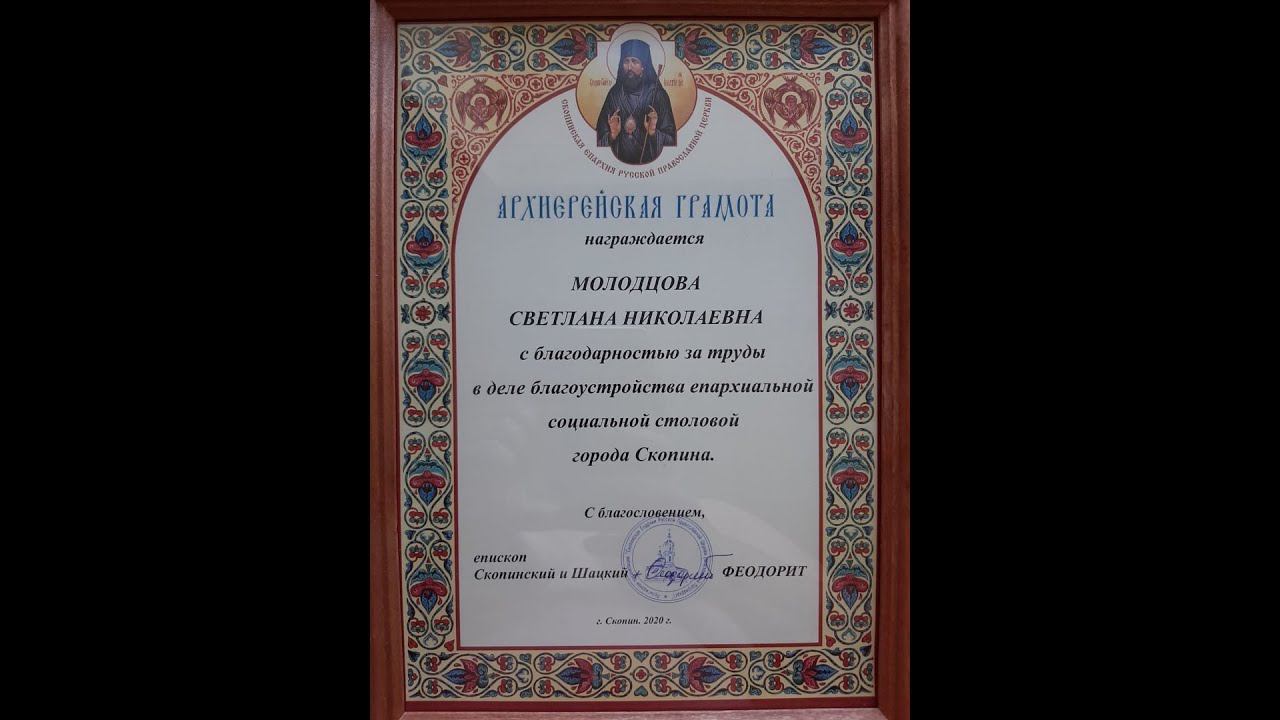 СКОПИНСКАЯ ЕПАРХИЯ РУССКОЙ ПРАВОСЛАВНОЙ ЦЕРКВИ
АРХИЕРЕЙСКАЯ ГРАМОТА
награждается
МОЛОДЦОВА
СВЕТЛАНА НИКОЛАЕВНА
с благодарностью за труды
в деле благоустройства епархиальной
социальной столовой
города Скопина.
С благословением,
епископ
Скопинский и Шацкий + Феодорит ФЕОДОРИТ
г. Скопин. 2020 г.